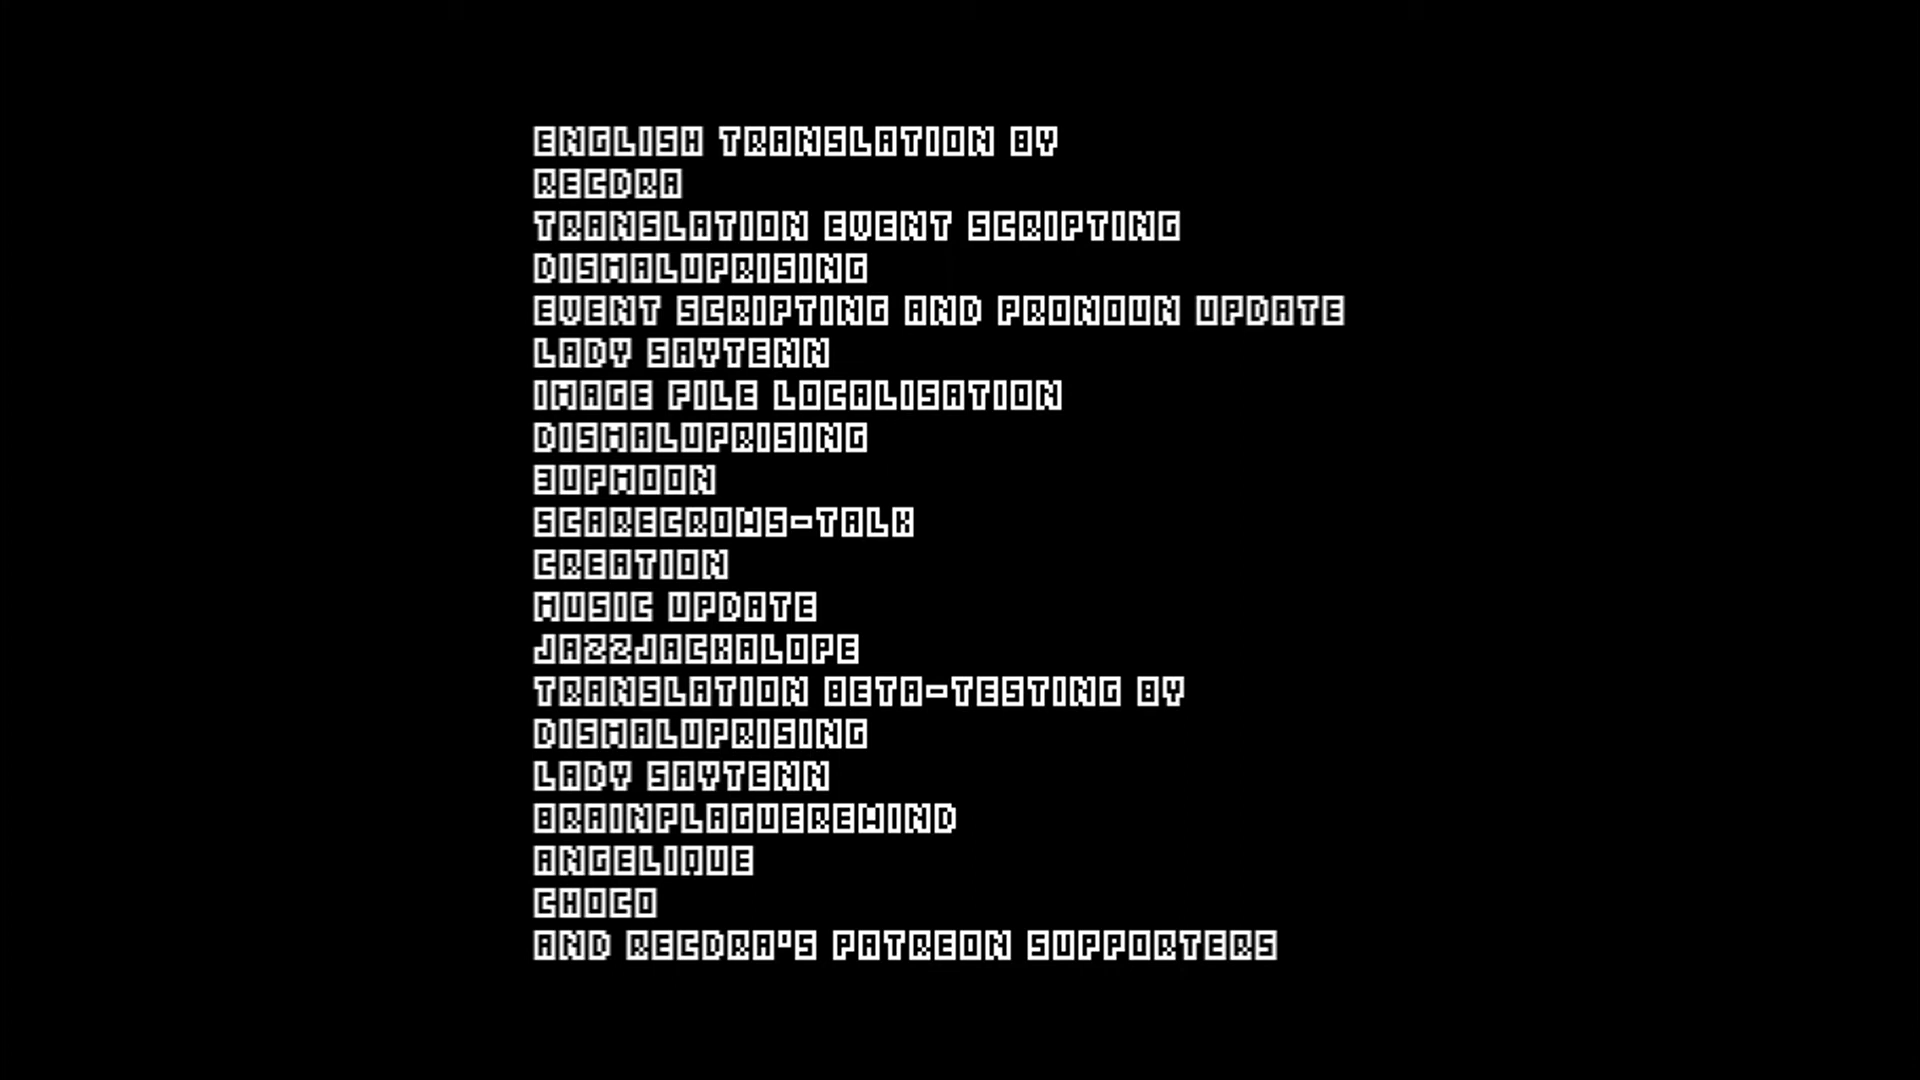 ENGLISH TRANSLATION BY
RECDRA
TRANSLATION EVENT SCRIPTING
DISMALUPRISING
EVENT SCRIPTING AND PRONOUN UPDATE
LADY SAYTENN
IMAGE FILE LOCALISATION
DISMALUPRISING
3UPMOON
SCARECROWS-TALK
CREATION
MUSIC UPDATE
JAZZJACKALOPE
TRANSLATION BETA-TESTING BY
DISMALUPRISING
LADY SAYTENN
BRAINPLAGUEREWIND
ANGELIQUE
CHOCO
AND RECDRA'S PATREON SUPPORTERS